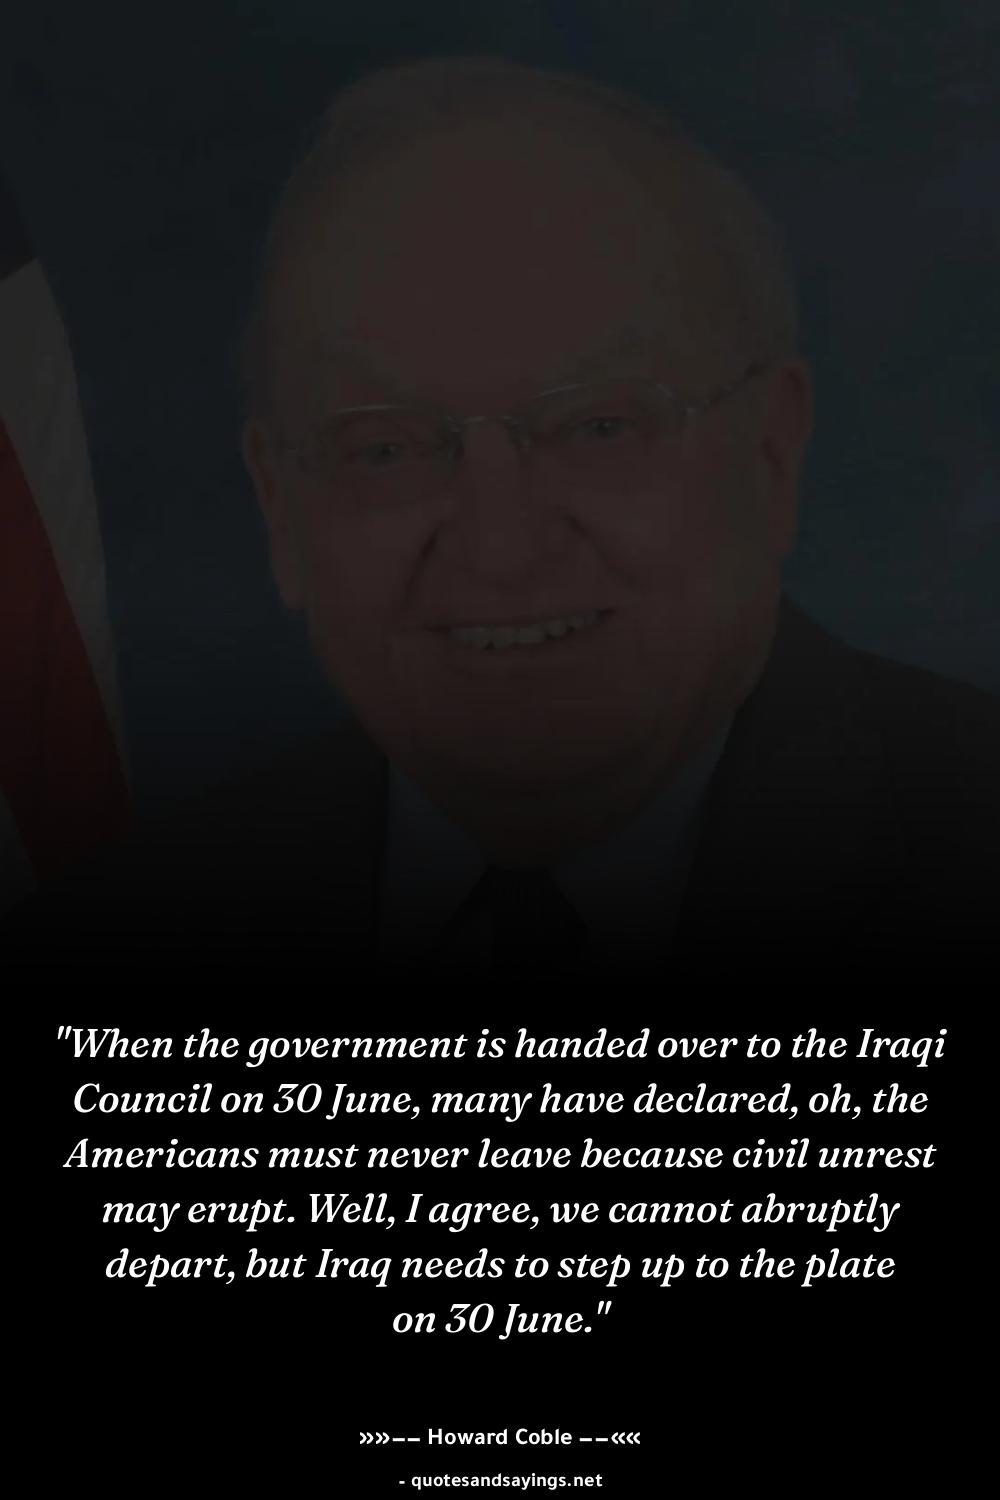 "When the government is handed over to the Iraqi
Council on 30 June, many have declared, oh, the
Americans must never leave because civil unrest
may erupt. Well, I agree, we cannot abruptly
depart, but Iraq needs to step up to the plate
on 30 June."
»»—— Howard Coble ——««
- quotesandsayings.net